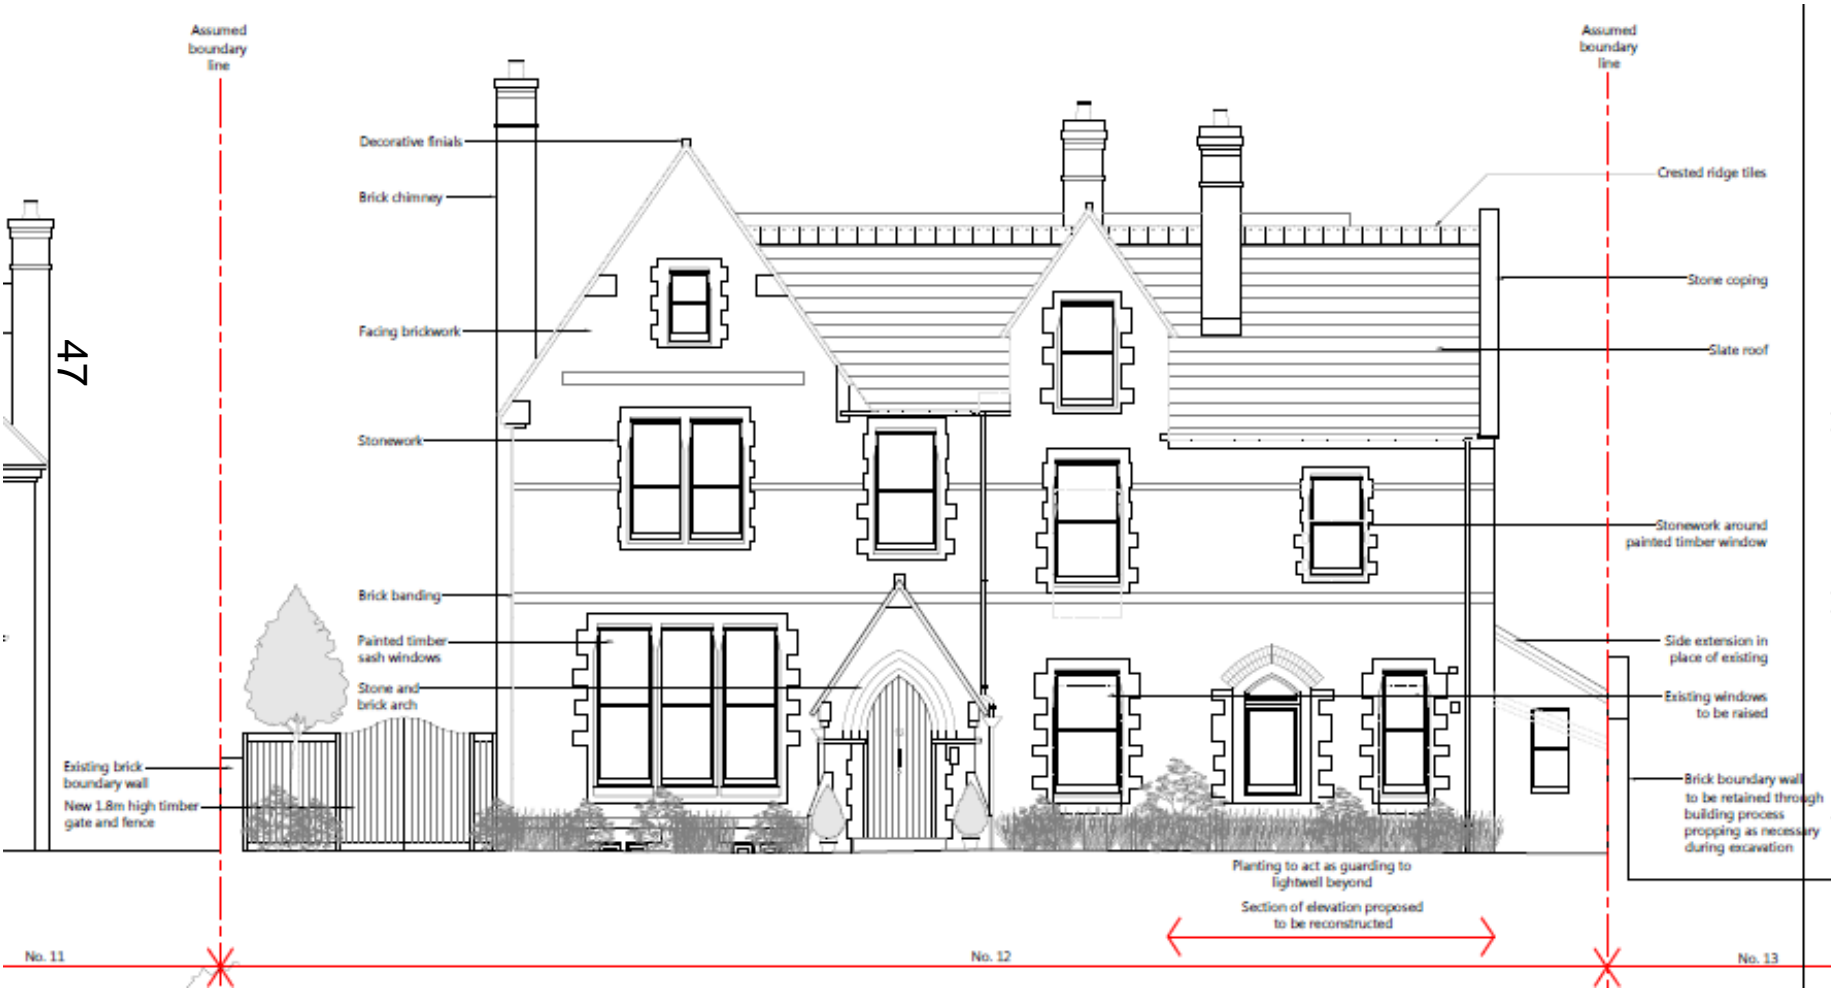 Assumed
boundary
line
Assumed
boundary
line
Decorative finials
Brick chimney
Crested ridge tiles
Stone coping
47
Facing brickwork
Slate roof
Stonework
Stonework around
painted timber window
Brick banding
Painted timber
sash windows
Side extension in
place of existing
Stone and
brick arch
Existing windows
to be raised
Existing brick
boundary wall
New 1.8m high timber
gate and fence
Brick boundary wall
to be retained through
building process
propping as necessary
during excavation
Planting to act as guarding to
lightwell beyond
Section of elevation proposed
to be reconstructed
No. 11
No. 12
No. 13